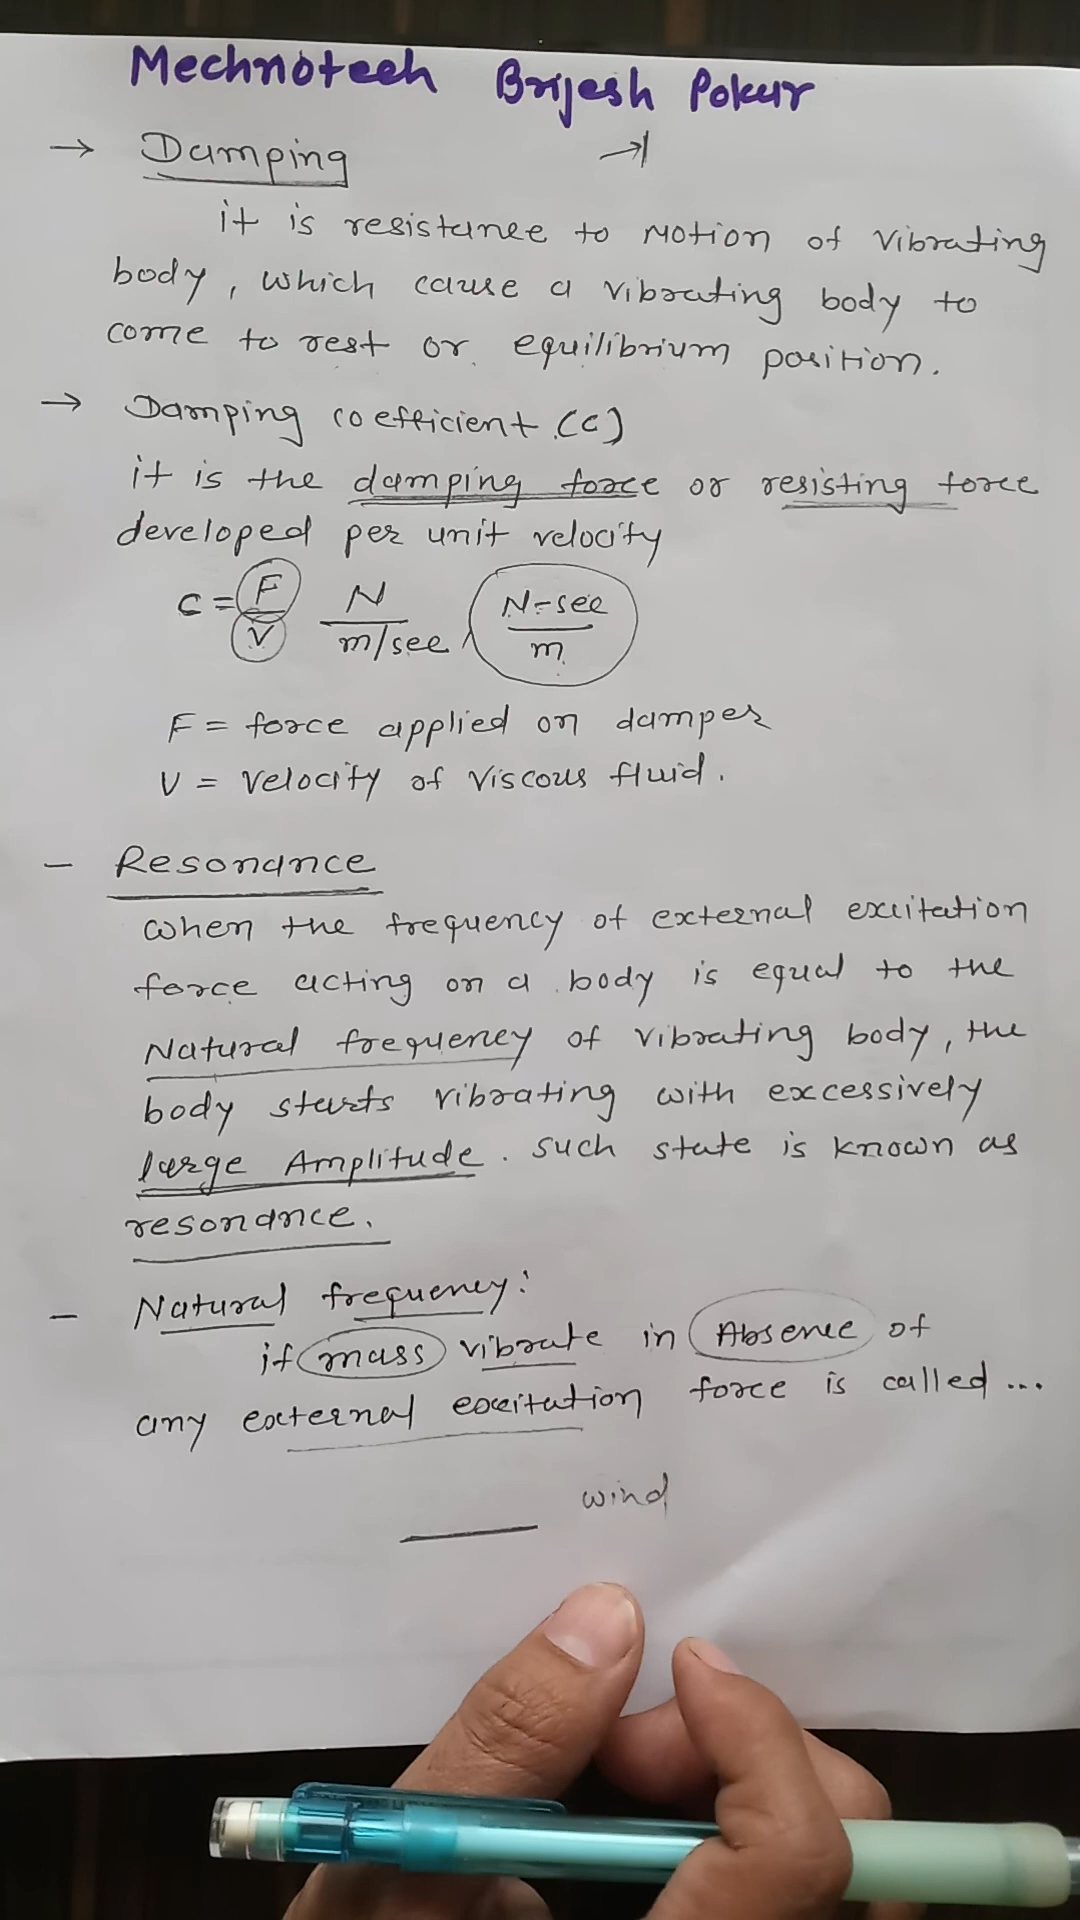 Mechnotech Brijesh Pokar
→ Damping →|
it is resistance to motion of vibrating
body, which cause a vibrating body to
come to rest or equilibrium position.
→ Damping coefficient (c)
it is the damping force or resisting force
developed per unit velocity
c = F/V N/m/sec, N-sec/m
F = force applied on damper
V = velocity of viscous fluid.
- Resonance
When the frequency of external excitation
force acting on a body is equal to the
Natural frequency of vibrating body, the
body starts vibrating with excessively
large Amplitude. such state is known as
resonance.
- Natural frequency:
if mass vibrate in Absence of
any external excitation force is called ...
wind